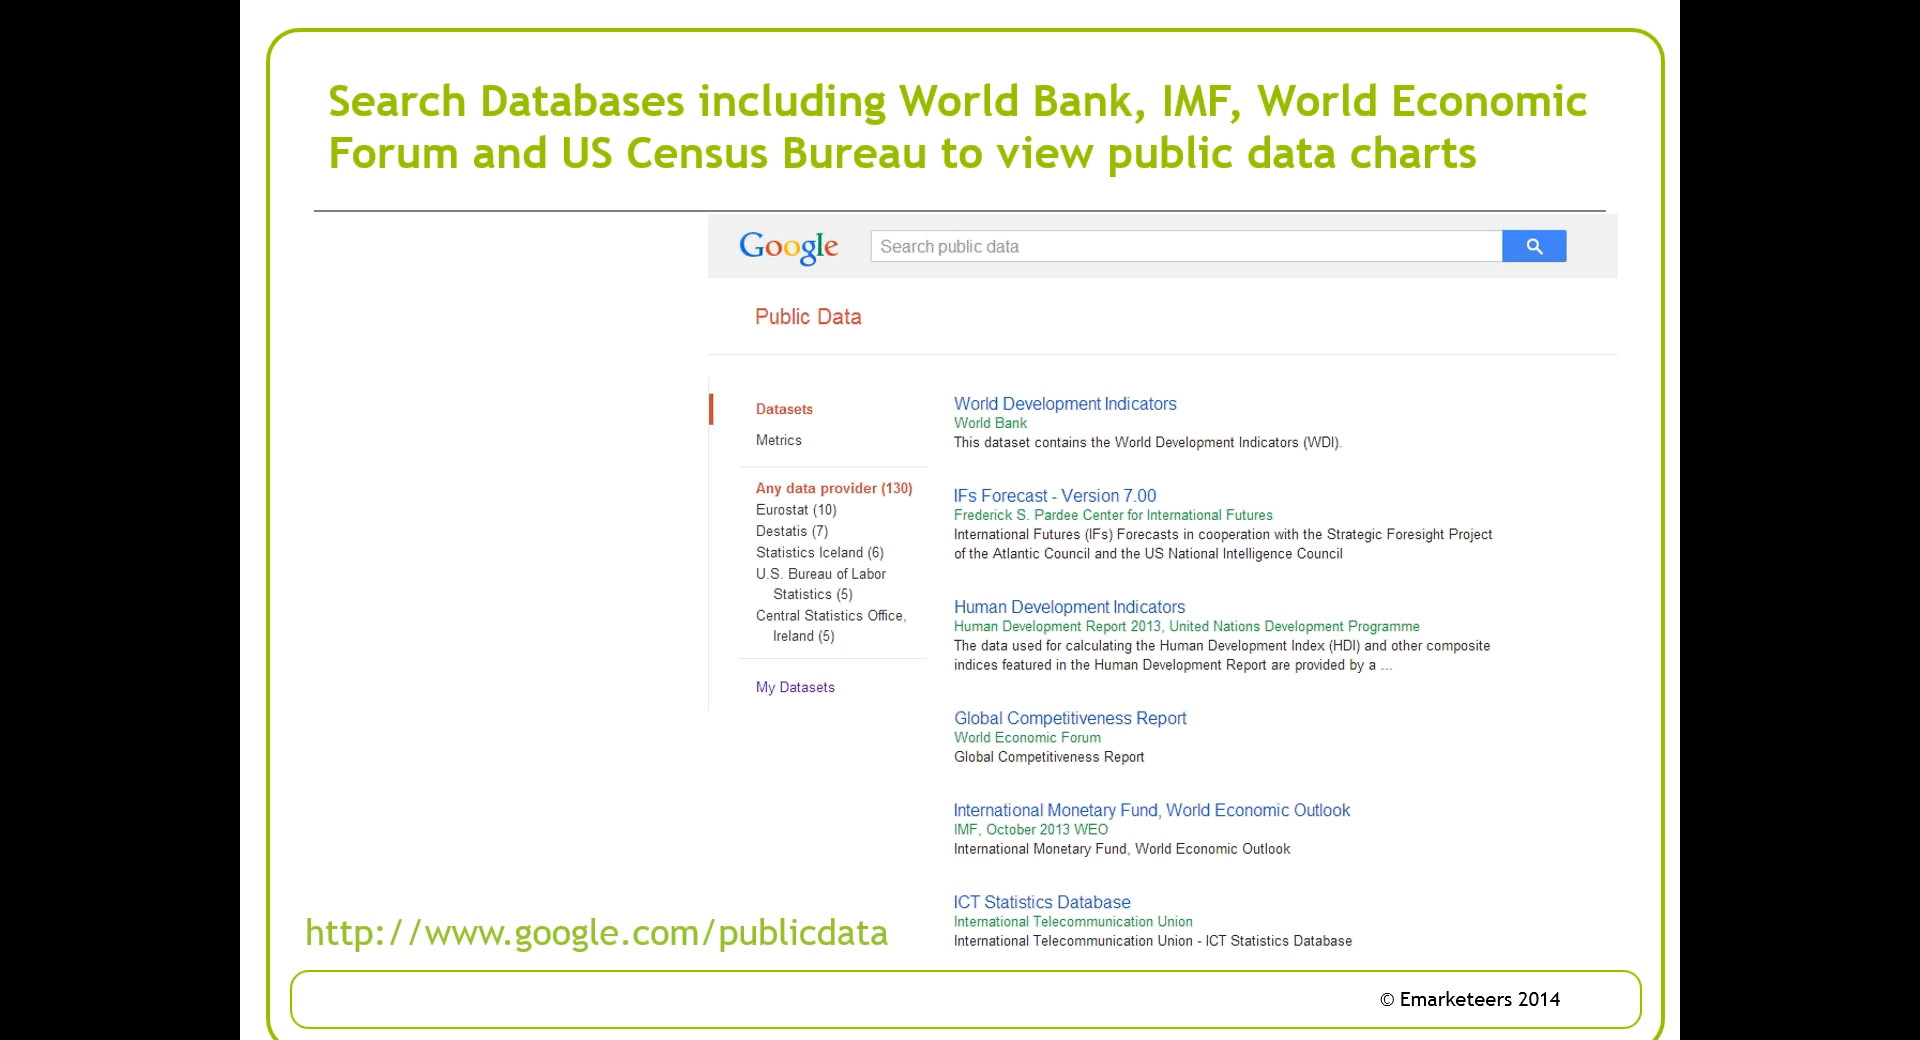 Search Databases including World Bank, IMF, World Economic
Forum and US Census Bureau to view public data charts
Google
Search public data
Public Data
Datasets
Metrics
Any data provider (130)
Eurostat (10)
Destatis (7)
Statistics Iceland (6)
U.S. Bureau of Labor
Statistics (5)
Central Statistics Office,
Ireland (5)
My Datasets
World Development Indicators
World Bank
This dataset contains the World Development Indicators (WDI).
IFs Forecast - Version 7.00
Frederick S. Pardee Center for International Futures
International Futures (IFs) Forecasts in cooperation with the Strategic Foresight Project
of the Atlantic Council and the US National Intelligence Council
Human Development Indicators
Human Development Report 2013, United Nations Development Programme
The data used for calculating the Human Development Index (HDI) and other composite
indices featured in the Human Development Report are provided by a ...
Global Competitiveness Report
World Economic Forum
Global Competitiveness Report
International Monetary Fund, World Economic Outlook
IMF, October 2013 WEO
International Monetary Fund, World Economic Outlook
ICT Statistics Database
International Telecommunication Union
International Telecommunication Union - ICT Statistics Database
http://www.google.com/publicdata
© Emarketeers 2014